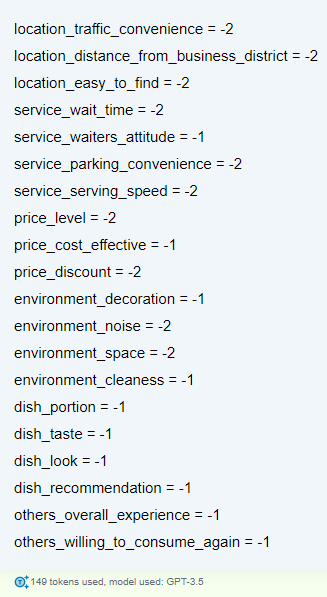 location_traffic_convenience = -2
location_distance_from_business_district = -2
location_easy_to_find = -2
service_wait_time = -2
service_waiters_attitude = -1
service_parking_convenience = -2
service_serving_speed = -2
price_level = -2
price_cost_effective = -1
price_discount = -2
environment_decoration = -1
environment_noise = -2
environment_space = -2
environment_cleaness = -1
dish_portion = -1
dish_taste = -1
dish_look = -1
dish_recommendation = -1
others_overall_experience = -1
others_willing_to_consume_again = -1
149 tokens used, model used: GPT-3.5